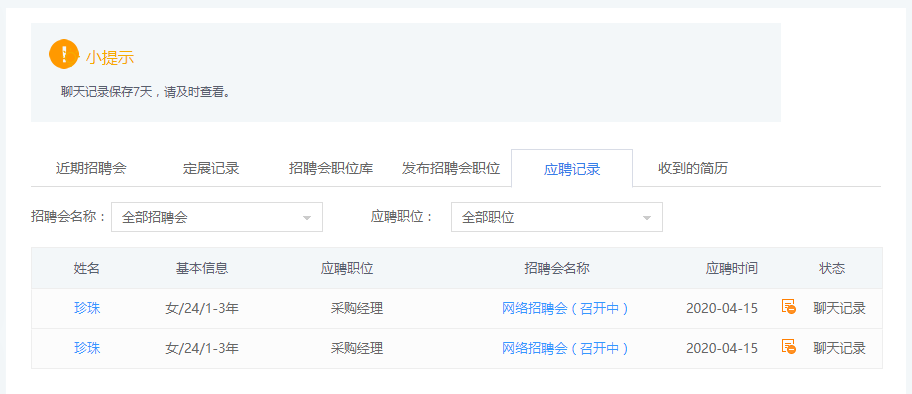 小提示
聊天记录保存7天，请及时查看。
近期招聘会 定展记录 招聘会职位库 发布招聘会职位 应聘记录 收到的简历
招聘会名称： 全部招聘会 应聘职位： 全部职位
姓名 基本信息 应聘职位 招聘会名称 应聘时间 状态
珍珠 女/24/1-3年 采购经理 网络招聘会（召开中） 2020-04-15 聊天记录
珍珠 女/24/1-3年 采购经理 网络招聘会（召开中） 2020-04-15 聊天记录